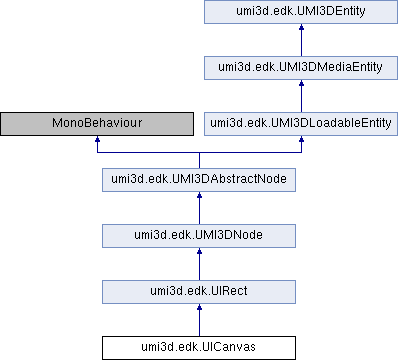 umi3d.edk.UMI3DEntity
umi3d.edk.UMI3DMediaEntity
MonoBehaviour
umi3d.edk.UMI3DLoadableEntity
umi3d.edk.UMI3DAbstractNode
umi3d.edk.UMI3DNode
umi3d.edk.UIRect
umi3d.edk.UICanvas